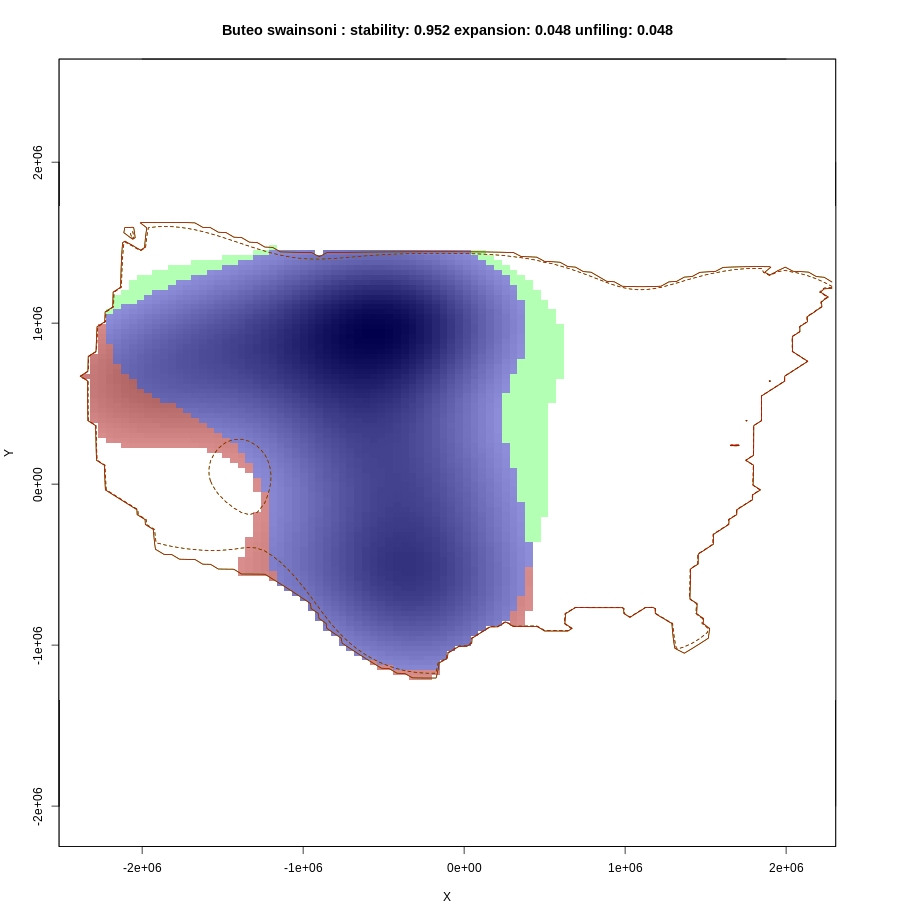 Buteo swainsoni : stability: 0.952 expansion: 0.048 unfiling: 0.048
2e+06
1e+06
0e+00
-1e+06
-2e+06
Y
-2e+06 -1e+06 0e+00 1e+06 2e+06
X